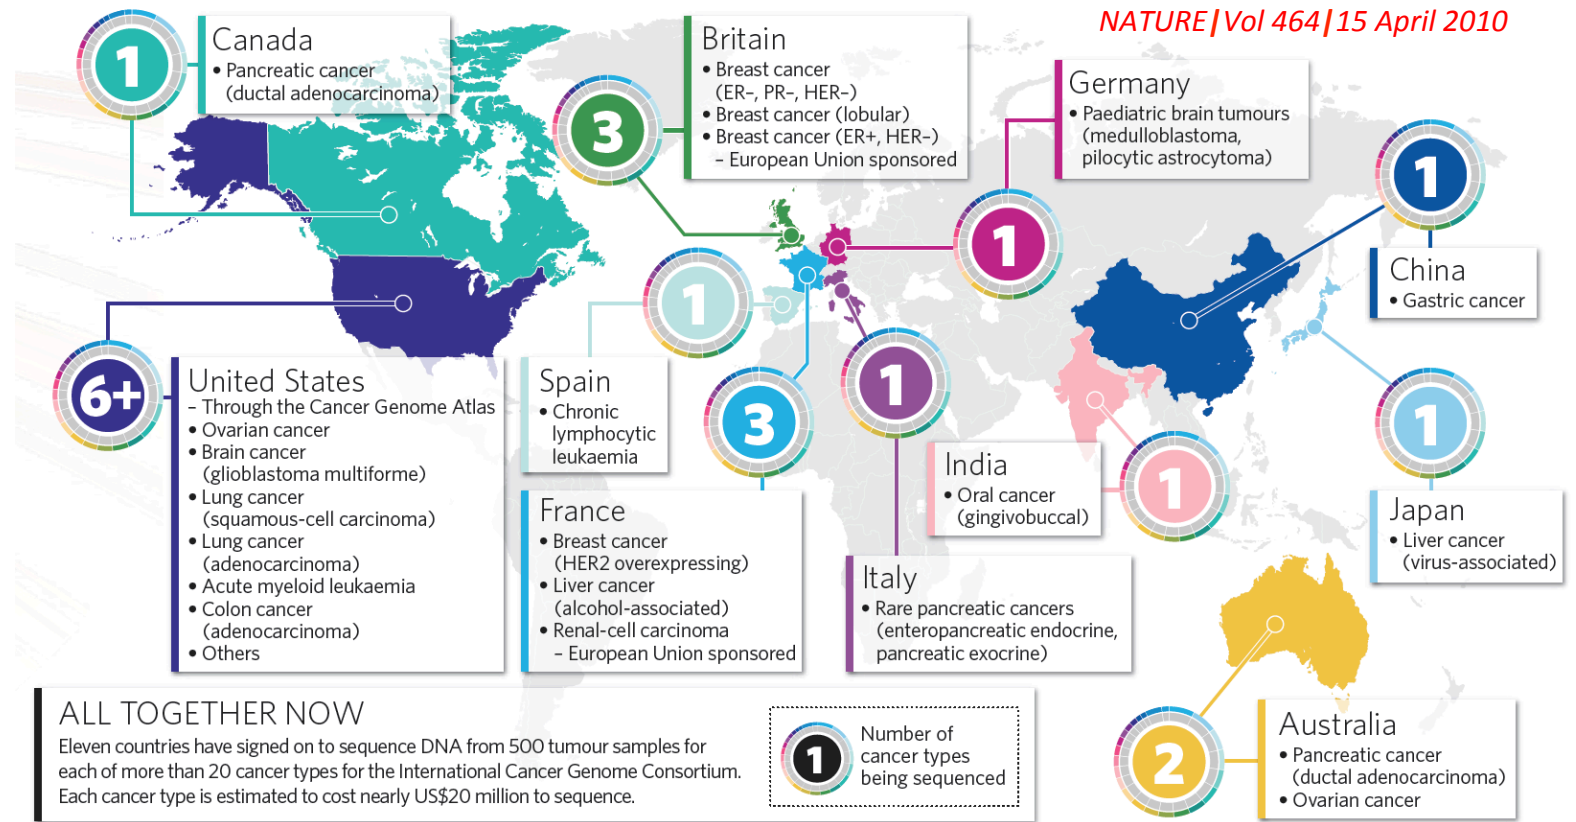 NATURE|Vol 464|15 April 2010
1
Canada
• Pancreatic cancer
(ductal adenocarcinoma)
3
Britain
• Breast cancer
(ER–, PR–, HER–)
• Breast cancer (lobular)
• Breast cancer (ER+, HER–)
– European Union sponsored
1
Germany
• Paediatric brain tumours
(medulloblastoma,
pilocytic astrocytoma)
1
China
• Gastric cancer
6+
United States
– Through the Cancer Genome Atlas
• Ovarian cancer
• Brain cancer
(glioblastoma multiforme)
• Lung cancer
(squamous-cell carcinoma)
• Lung cancer
(adenocarcinoma)
• Acute myeloid leukaemia
• Colon cancer
(adenocarcinoma)
• Others
1
Spain
• Chronic
lymphocytic
leukaemia
3
France
• Breast cancer
(HER2 overexpressing)
• Liver cancer
(alcohol-associated)
• Renal-cell carcinoma
– European Union sponsored
1
Italy
• Rare pancreatic cancers
(enteropancreatic endocrine,
pancreatic exocrine)
1
India
• Oral cancer
(gingivobuccal)
1
Japan
• Liver cancer
(virus-associated)
2
Australia
• Pancreatic cancer
(ductal adenocarcinoma)
• Ovarian cancer
ALL TOGETHER NOW
Eleven countries have signed on to sequence DNA from 500 tumour samples for
each of more than 20 cancer types for the International Cancer Genome Consortium.
Each cancer type is estimated to cost nearly US$20 million to sequence.
1
Number of
cancer types
being sequenced